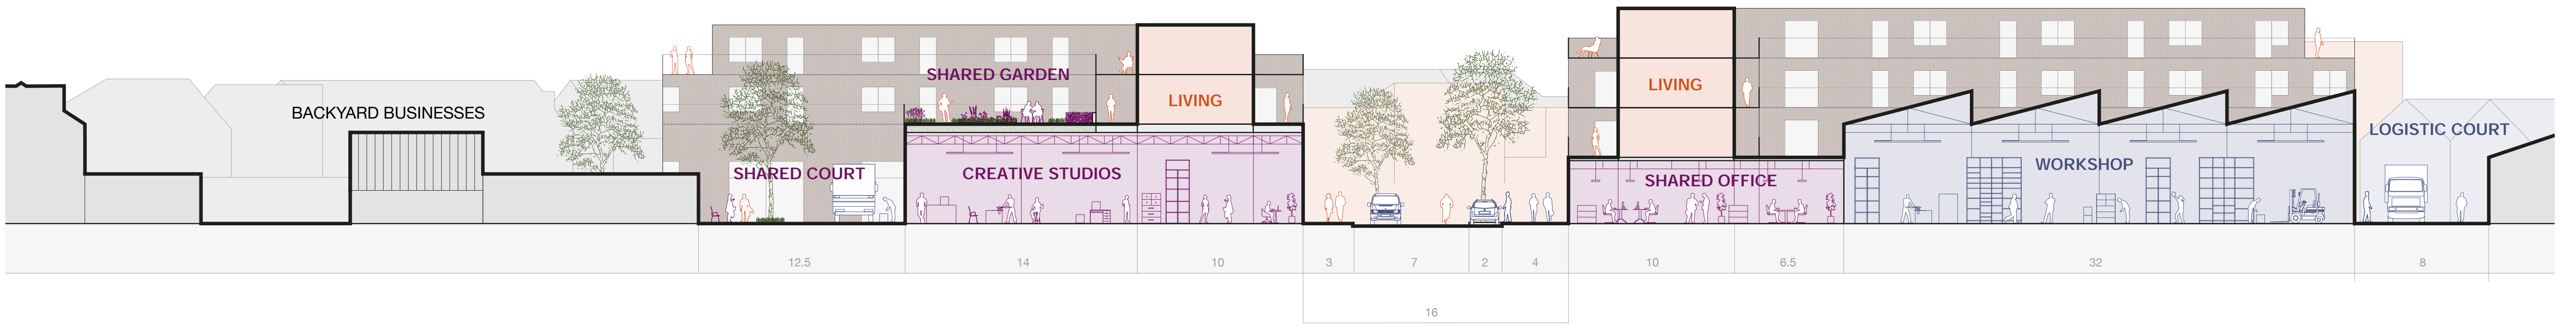 BACKYARD BUSINESSES
SHARED COURT
SHARED GARDEN
CREATIVE STUDIOS
LIVING
LIVING
SHARED OFFICE
WORKSHOP
LOGISTIC COURT
12.5
14
10
3
7
2
4
10
6.5
32
8
16